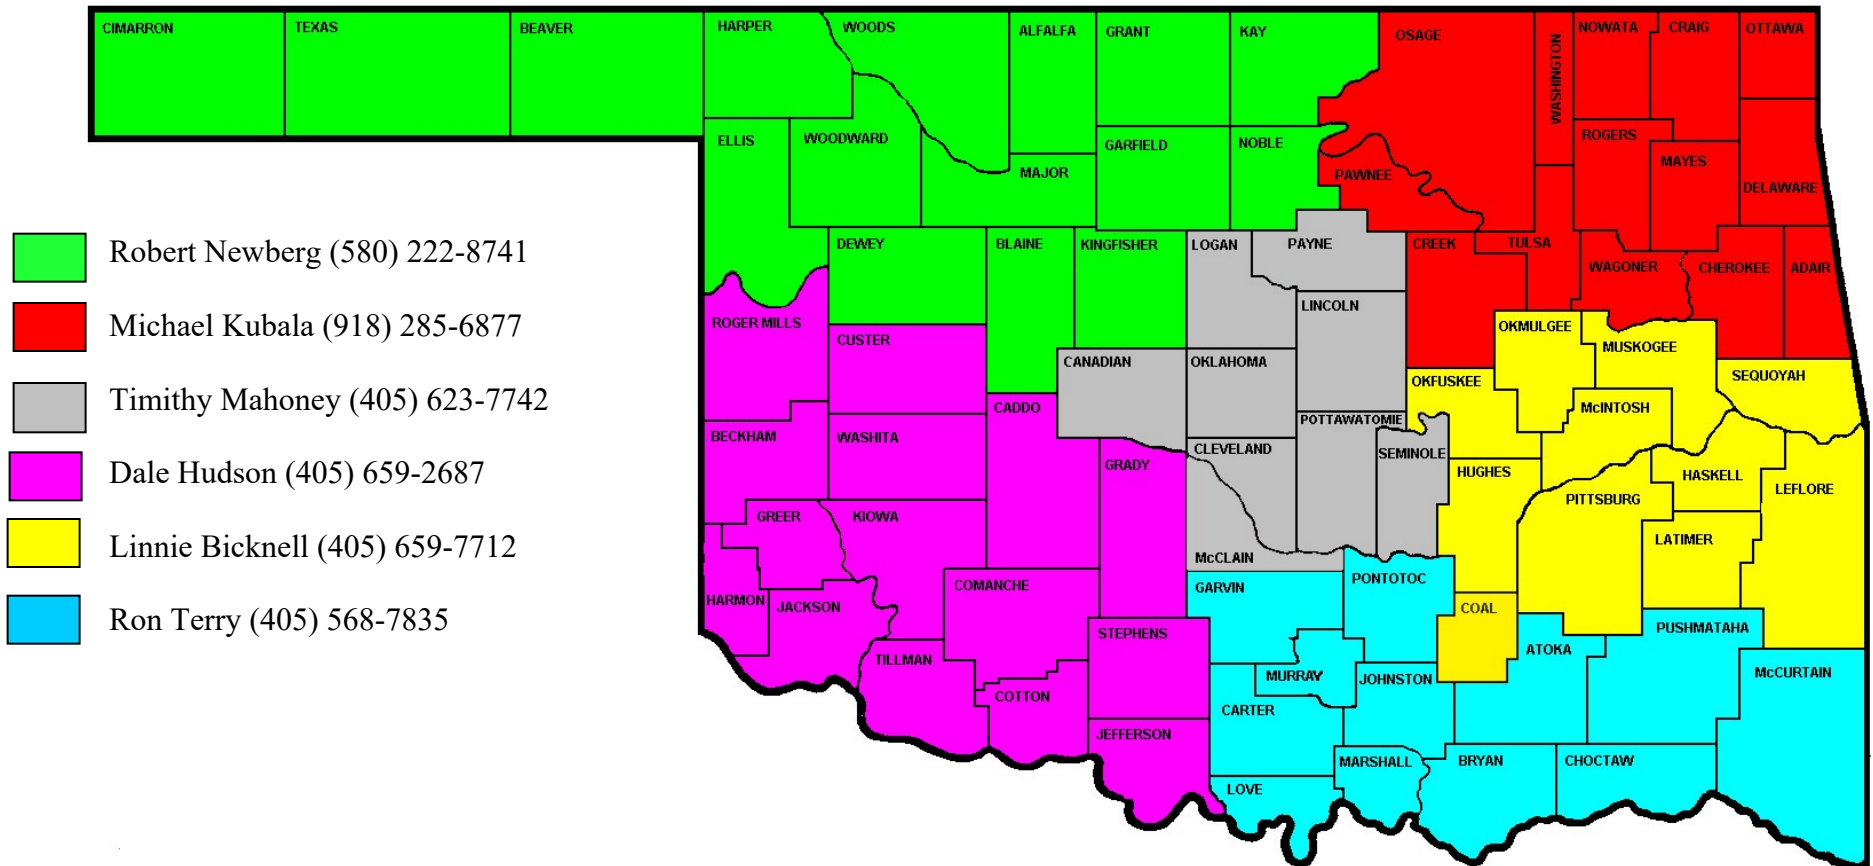 CIMARRON
TEXAS
BEAVER
HARPER
WOODS
ALFALFA
GRANT
KAY
OSAGE
WASHINGTON
NOWATA
CRAIG
OTTAWA
ELLIS
WOODWARD
MAJOR
GARFIELD
NOBLE
PAWNEE
ROGERS
MAYES
DELAWARE
DEWEY
BLAINE
KINGFISHER
LOGAN
PAYNE
CREEK
TULSA
WAGONER
CHEROKEE
ADAIR
ROGER MILLS
CUSTER
CANADIAN
OKLAHOMA
LINCOLN
OKMULGEE
MUSKOGEE
SEQUOYAH
OKFUSKEE
McINTOSH
BECKHAM
WASHITA
CADDO
GRADY
CLEVELAND
POTTAWATOMIE
SEMINOLE
HUGHES
PITTSBURG
HASKELL
LEFLORE
GREER
KIOWA
LATIMER
McCLAIN
HARMON
JACKSON
COMANCHE
GARVIN
PONTOTOC
COAL
STEPHENS
TILLMAN
COTTON
MURRAY
JOHNSTON
ATOKA
PUSHMATAHA
McCURTAIN
CARTER
JEFFERSON
LOVE
MARSHALL
BRYAN
CHOCTAW
Robert Newberg (580) 222-8741
Michael Kubala (918) 285-6877
Timithy Mahoney (405) 623-7742
Dale Hudson (405) 659-2687
Linnie Bicknell (405) 659-7712
Ron Terry (405) 568-7835